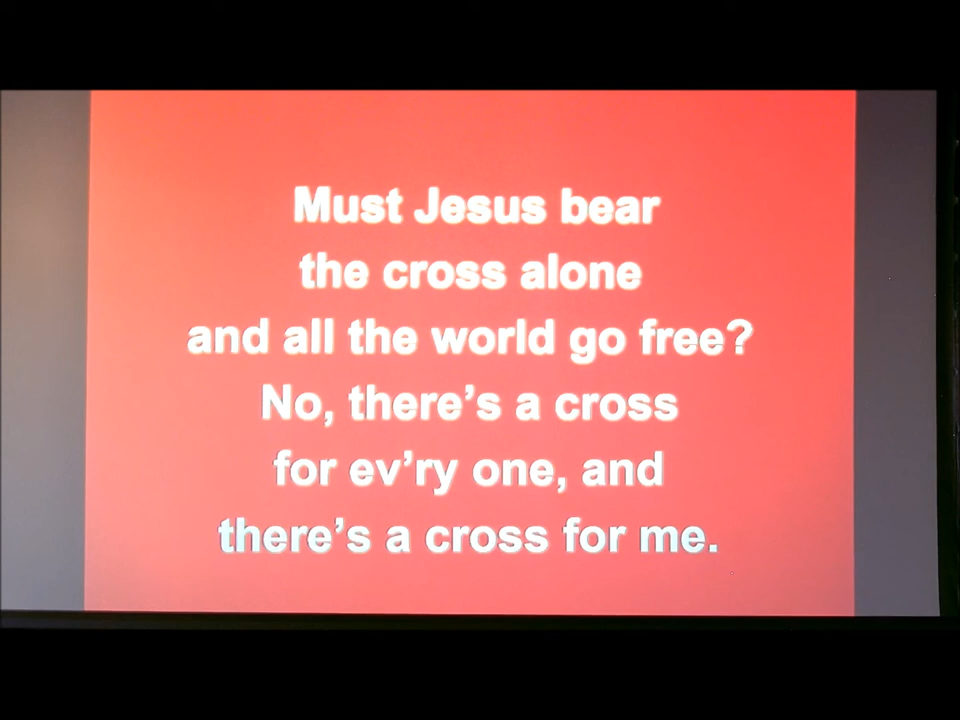 Must Jesus bear
the cross alone
and all the world go free?
No, there’s a cross
for ev’ry one, and
there’s a cross for me.